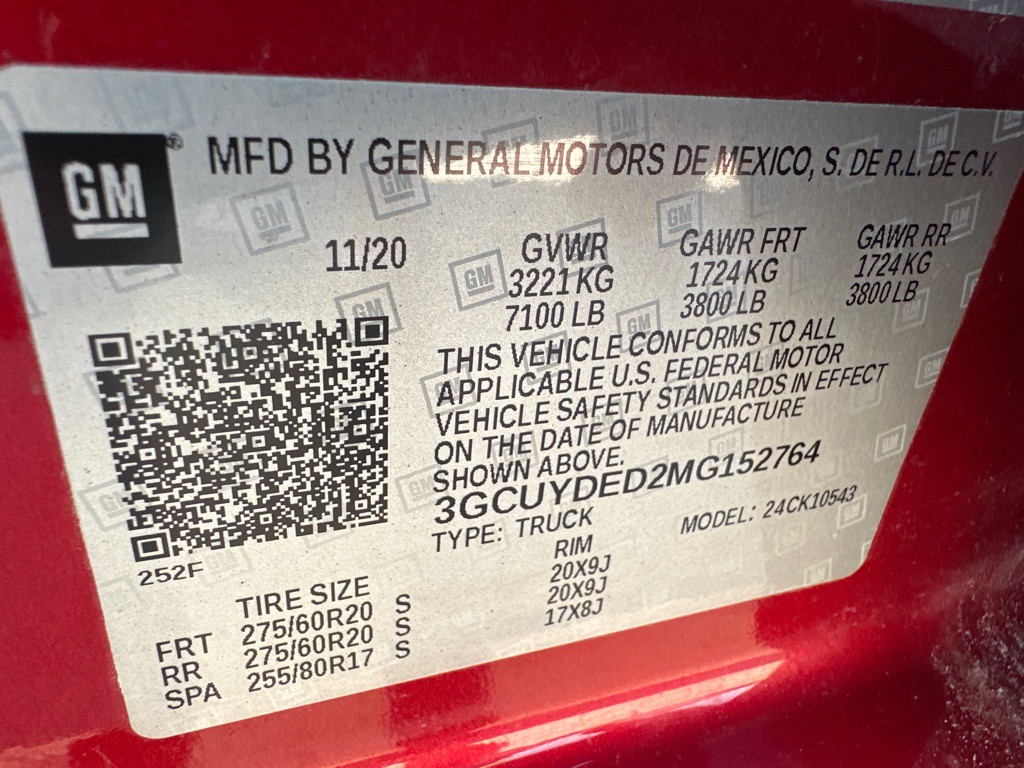 GM ® MFD BY GENERAL MOTORS DE MEXICO, S. DE R.L. DE C.V.
11/20 GVWR GAWR FRT GAWR RR
3221 KG 1724 KG 1724 KG
7100 LB 3800 LB 3800 LB
THIS VEHICLE CONFORMS TO ALL
APPLICABLE U.S. FEDERAL MOTOR
VEHICLE SAFETY STANDARDS IN EFFECT
ON THE DATE OF MANUFACTURE
SHOWN ABOVE.
3GCUYDED2MG152764
TYPE: TRUCK MODEL: 24CK10543
252F
TIRE SIZE RIM
FRT 275/60R20 S 20X9J
RR 275/60R20 S 20X9J
SPA 255/80R17 S 17X8J